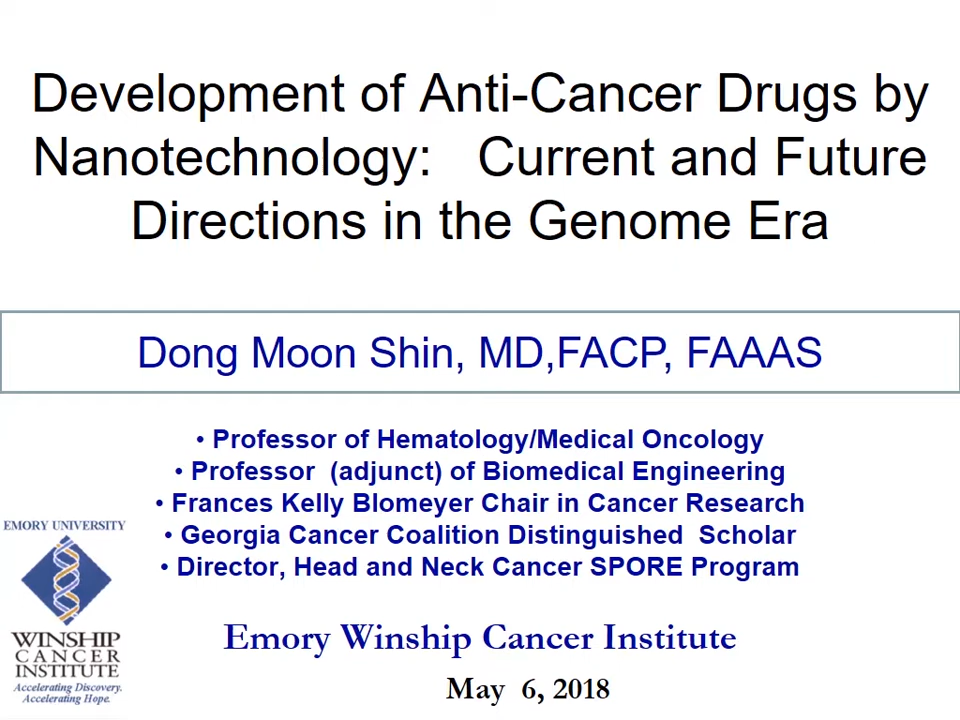 Development of Anti-Cancer Drugs by
Nanotechnology: Current and Future
Directions in the Genome Era
Dong Moon Shin, MD,FACP, FAAAS
• Professor of Hematology/Medical Oncology
• Professor (adjunct) of Biomedical Engineering
• Frances Kelly Blomeyer Chair in Cancer Research
• Georgia Cancer Coalition Distinguished Scholar
• Director, Head and Neck Cancer SPORE Program
EMORY UNIVERSITY
WINSHIP
CANCER
INSTITUTE
Accelerating Discovery.
Accelerating Hope.
Emory Winship Cancer Institute
May 6, 2018